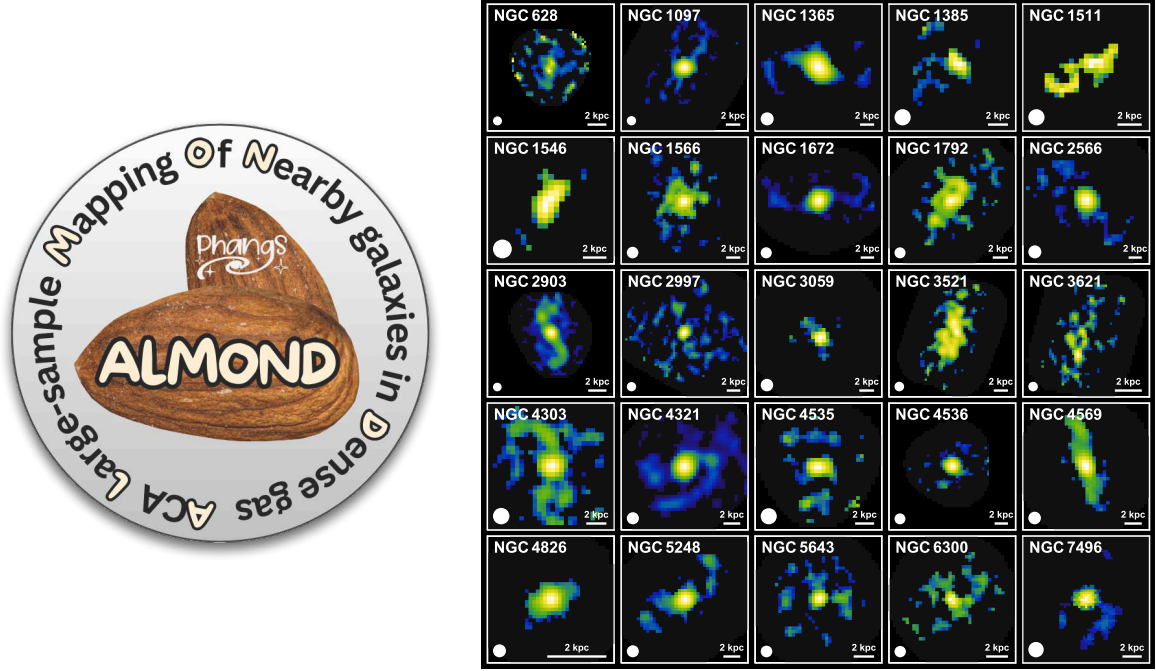 ACA Large-sample Mapping Of Nearby galaxies in Dense gas
phangs
ALMOND
NGC 628
2 kpc
NGC 1097
2 kpc
NGC 1365
2 kpc
NGC 1385
2 kpc
NGC 1511
2 kpc
NGC 1546
2 kpc
NGC 1566
2 kpc
NGC 1672
2 kpc
NGC 1792
2 kpc
NGC 2566
2 kpc
NGC 2903
2 kpc
NGC 2997
2 kpc
NGC 3059
2 kpc
NGC 3521
2 kpc
NGC 3621
2 kpc
NGC 4303
2 kpc
NGC 4321
2 kpc
NGC 4535
2 kpc
NGC 4536
2 kpc
NGC 4569
2 kpc
NGC 4826
2 kpc
NGC 5248
2 kpc
NGC 5643
2 kpc
NGC 6300
2 kpc
NGC 7496
2 kpc